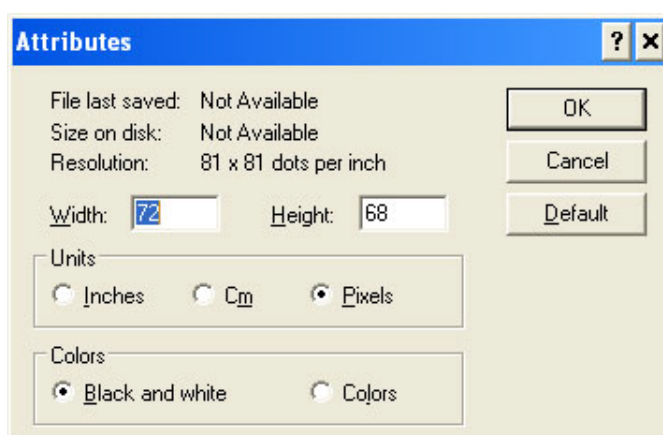 Attributes
File last saved: Not Available
Size on disk: Not Available
Resolution: 81 x 81 dots per inch
Width: 72 Height: 68
Units
Inches Cm Pixels
Colors
Black and white Colors
OK
Cancel
Default